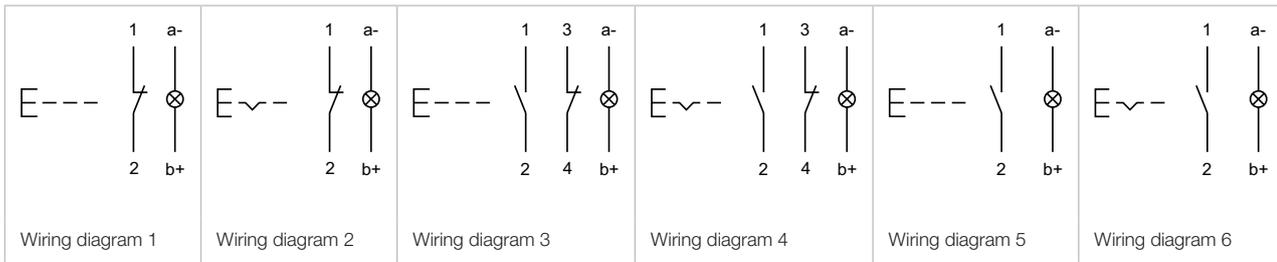 1 a-
2 b+
Wiring diagram 1
1 a-
2 b+
Wiring diagram 2
1 3 a-
2 4 b+
Wiring diagram 3
1 3 a-
2 4 b+
Wiring diagram 4
1 a-
2 b+
Wiring diagram 5
1 a-
2 b+
Wiring diagram 6